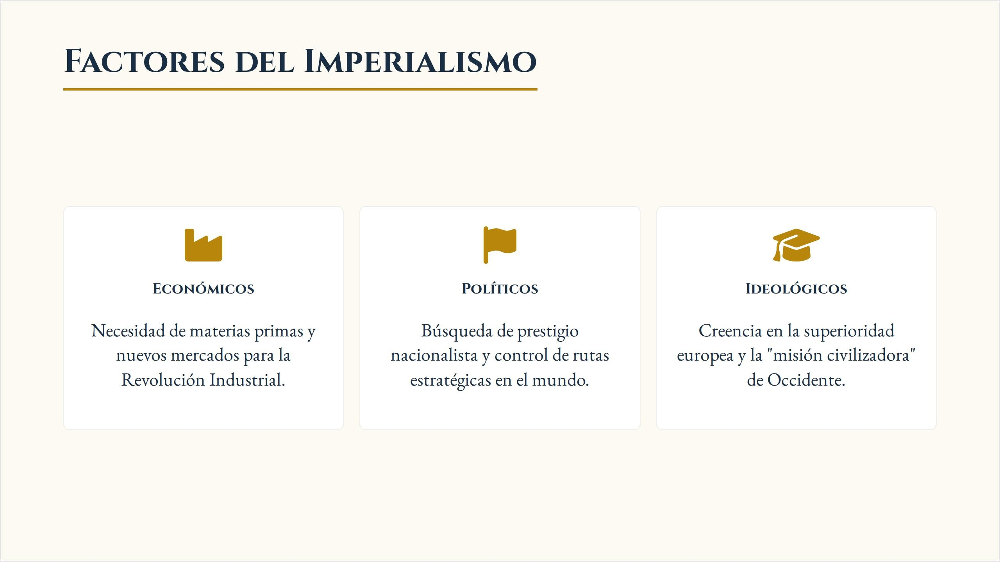 Factores del Imperialismo
Económicos
Necesidad de materias primas y
nuevos mercados para la
Revolución Industrial.
Políticos
Búsqueda de prestigio
nacionalista y control de rutas
estratégicas en el mundo.
Ideológicos
Creencia en la superioridad
europea y la "misión civilizadora"
de Occidente.